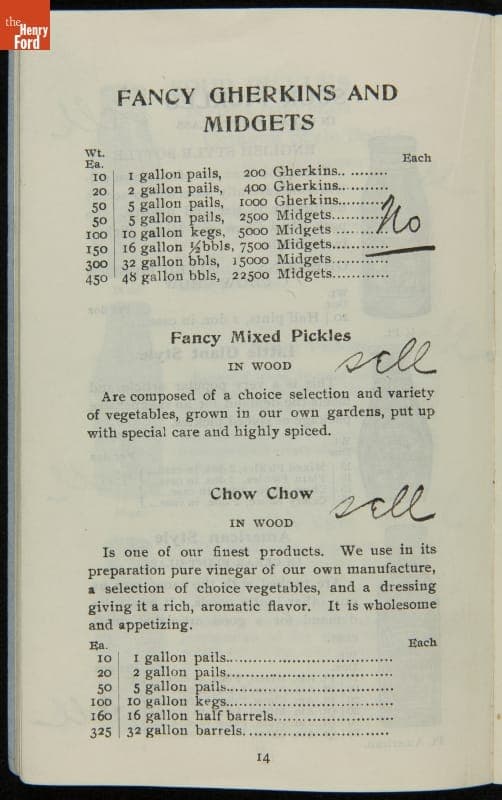 the
Henry
Ford
FANCY GHERKINS AND
MIDGETS
Wt.
Ea. Each
10 1 gallon pails, 200 Gherkins.. ........
20 2 gallon pails, 400 Gherkins...........
50 5 gallon pails, 1000 Gherkins.........
50 5 gallon pails, 2500 Midgets...........
No
100 10 gallon kegs, 5000 Midgets .........
150 16 gallon ½bbls, 7500 Midgets...........
300 32 gallon bbls, 15000 Midgets...........
450 48 gallon bbls, 22500 Midgets...........
Fancy Mixed Pickles
IN WOOD
sell
Are composed of a choice selection and variety
of vegetables, grown in our own gardens, put up
with special care and highly spiced.
Chow Chow
sell
IN WOOD
Is one of our finest products. We use in its
preparation pure vinegar of our own manufacture,
a selection of choice vegetables, and a dressing
giving it a rich, aromatic flavor. It is wholesome
and appetizing.
Ea. Each
10 1 gallon pails...................................
20 2 gallon pails...................................
50 5 gallon pails...................................
100 10 gallon kegs...................................
160 16 gallon half barrels.........................
325 32 gallon barrels..............................
14